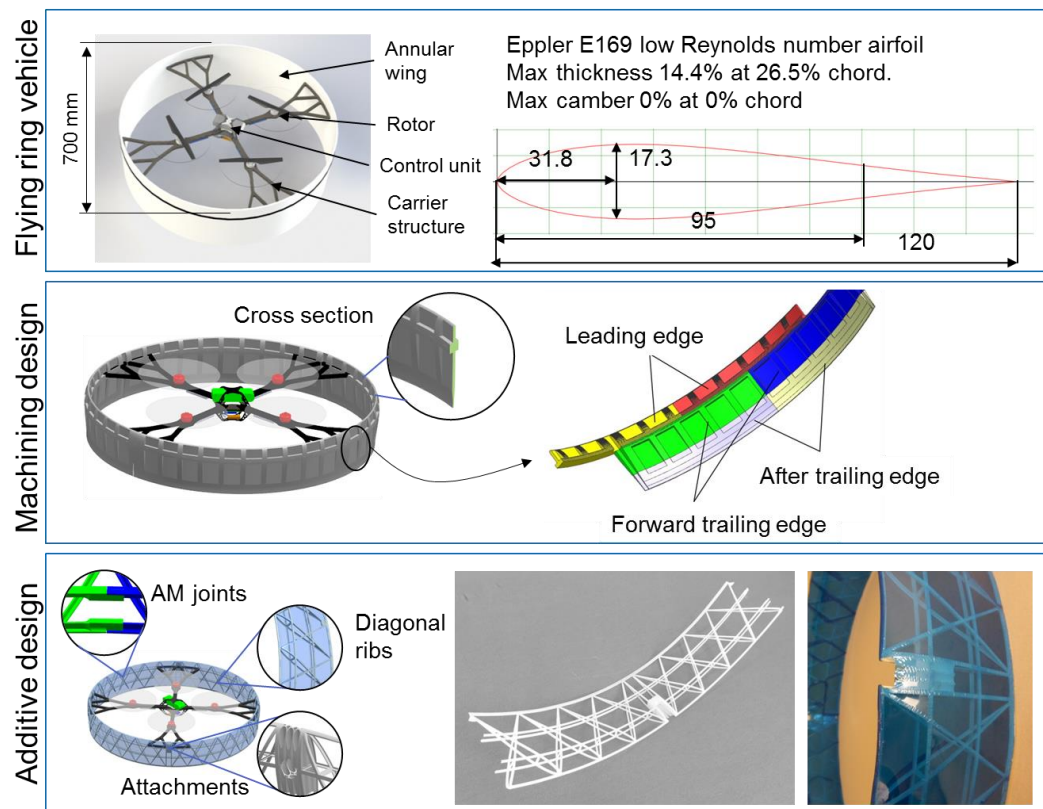 Flying ring vehicle
700 mm
Annular
wing
Rotor
Control unit
Carrier
structure
Eppler E169 low Reynolds number airfoil
Max thickness 14.4% at 26.5% chord.
Max camber 0% at 0% chord
31.8
17.3
95
120
Machining design
Cross section
Leading edge
After trailing edge
Forward trailing edge
Additive design
AM joints
Diagonal
ribs
Attachments